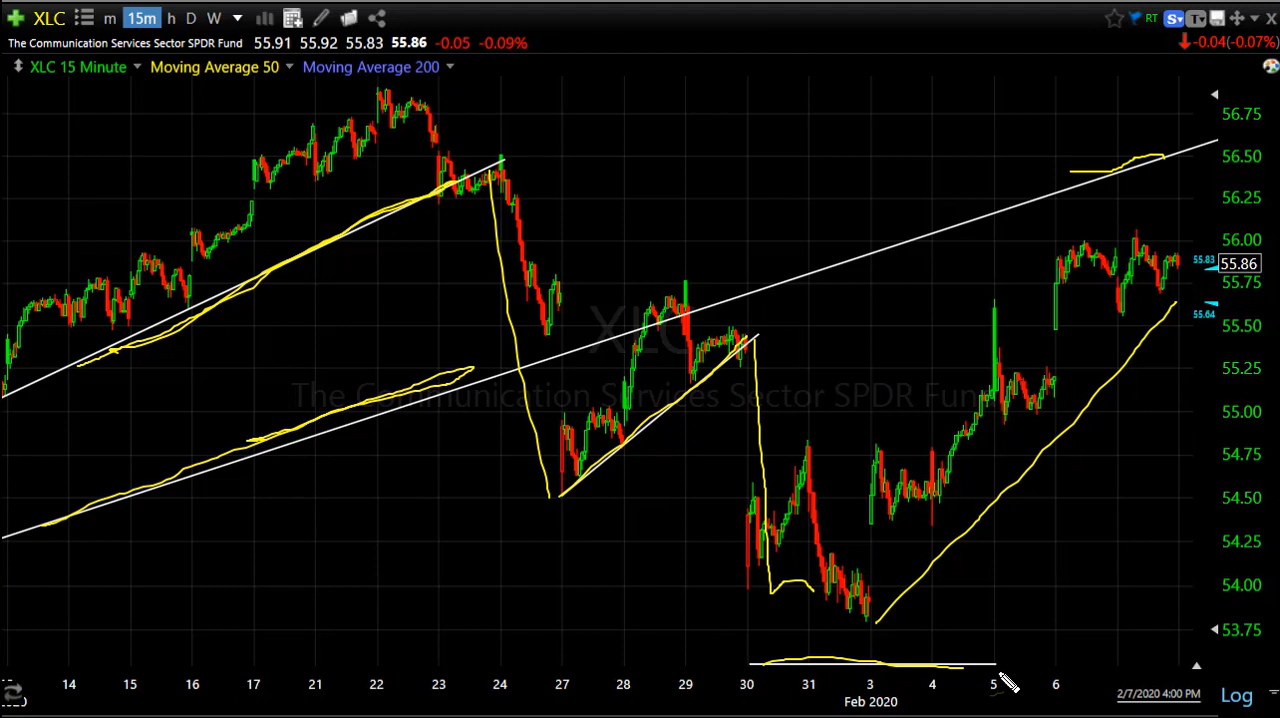 XLC m 15m h D W RT S T X
The Communication Services Sector SPDR Fund 55.91 55.92 55.83 55.86 -0.05 -0.09% -0.04(-0.07%)
XLC 15 Minute Moving Average 50 Moving Average 200
56.75
56.50
56.25
56.00
55.83 55.86
55.75
55.64
55.50
XLC
55.25
The Communication Services Sector SPDR Fund
55.00
54.75
54.50
54.25
54.00
53.75
14 15 16 17 21 22 23 24 27 28 29 30 31 3 4 5 6 2/7/2020 4:00 PM Log
Feb 2020